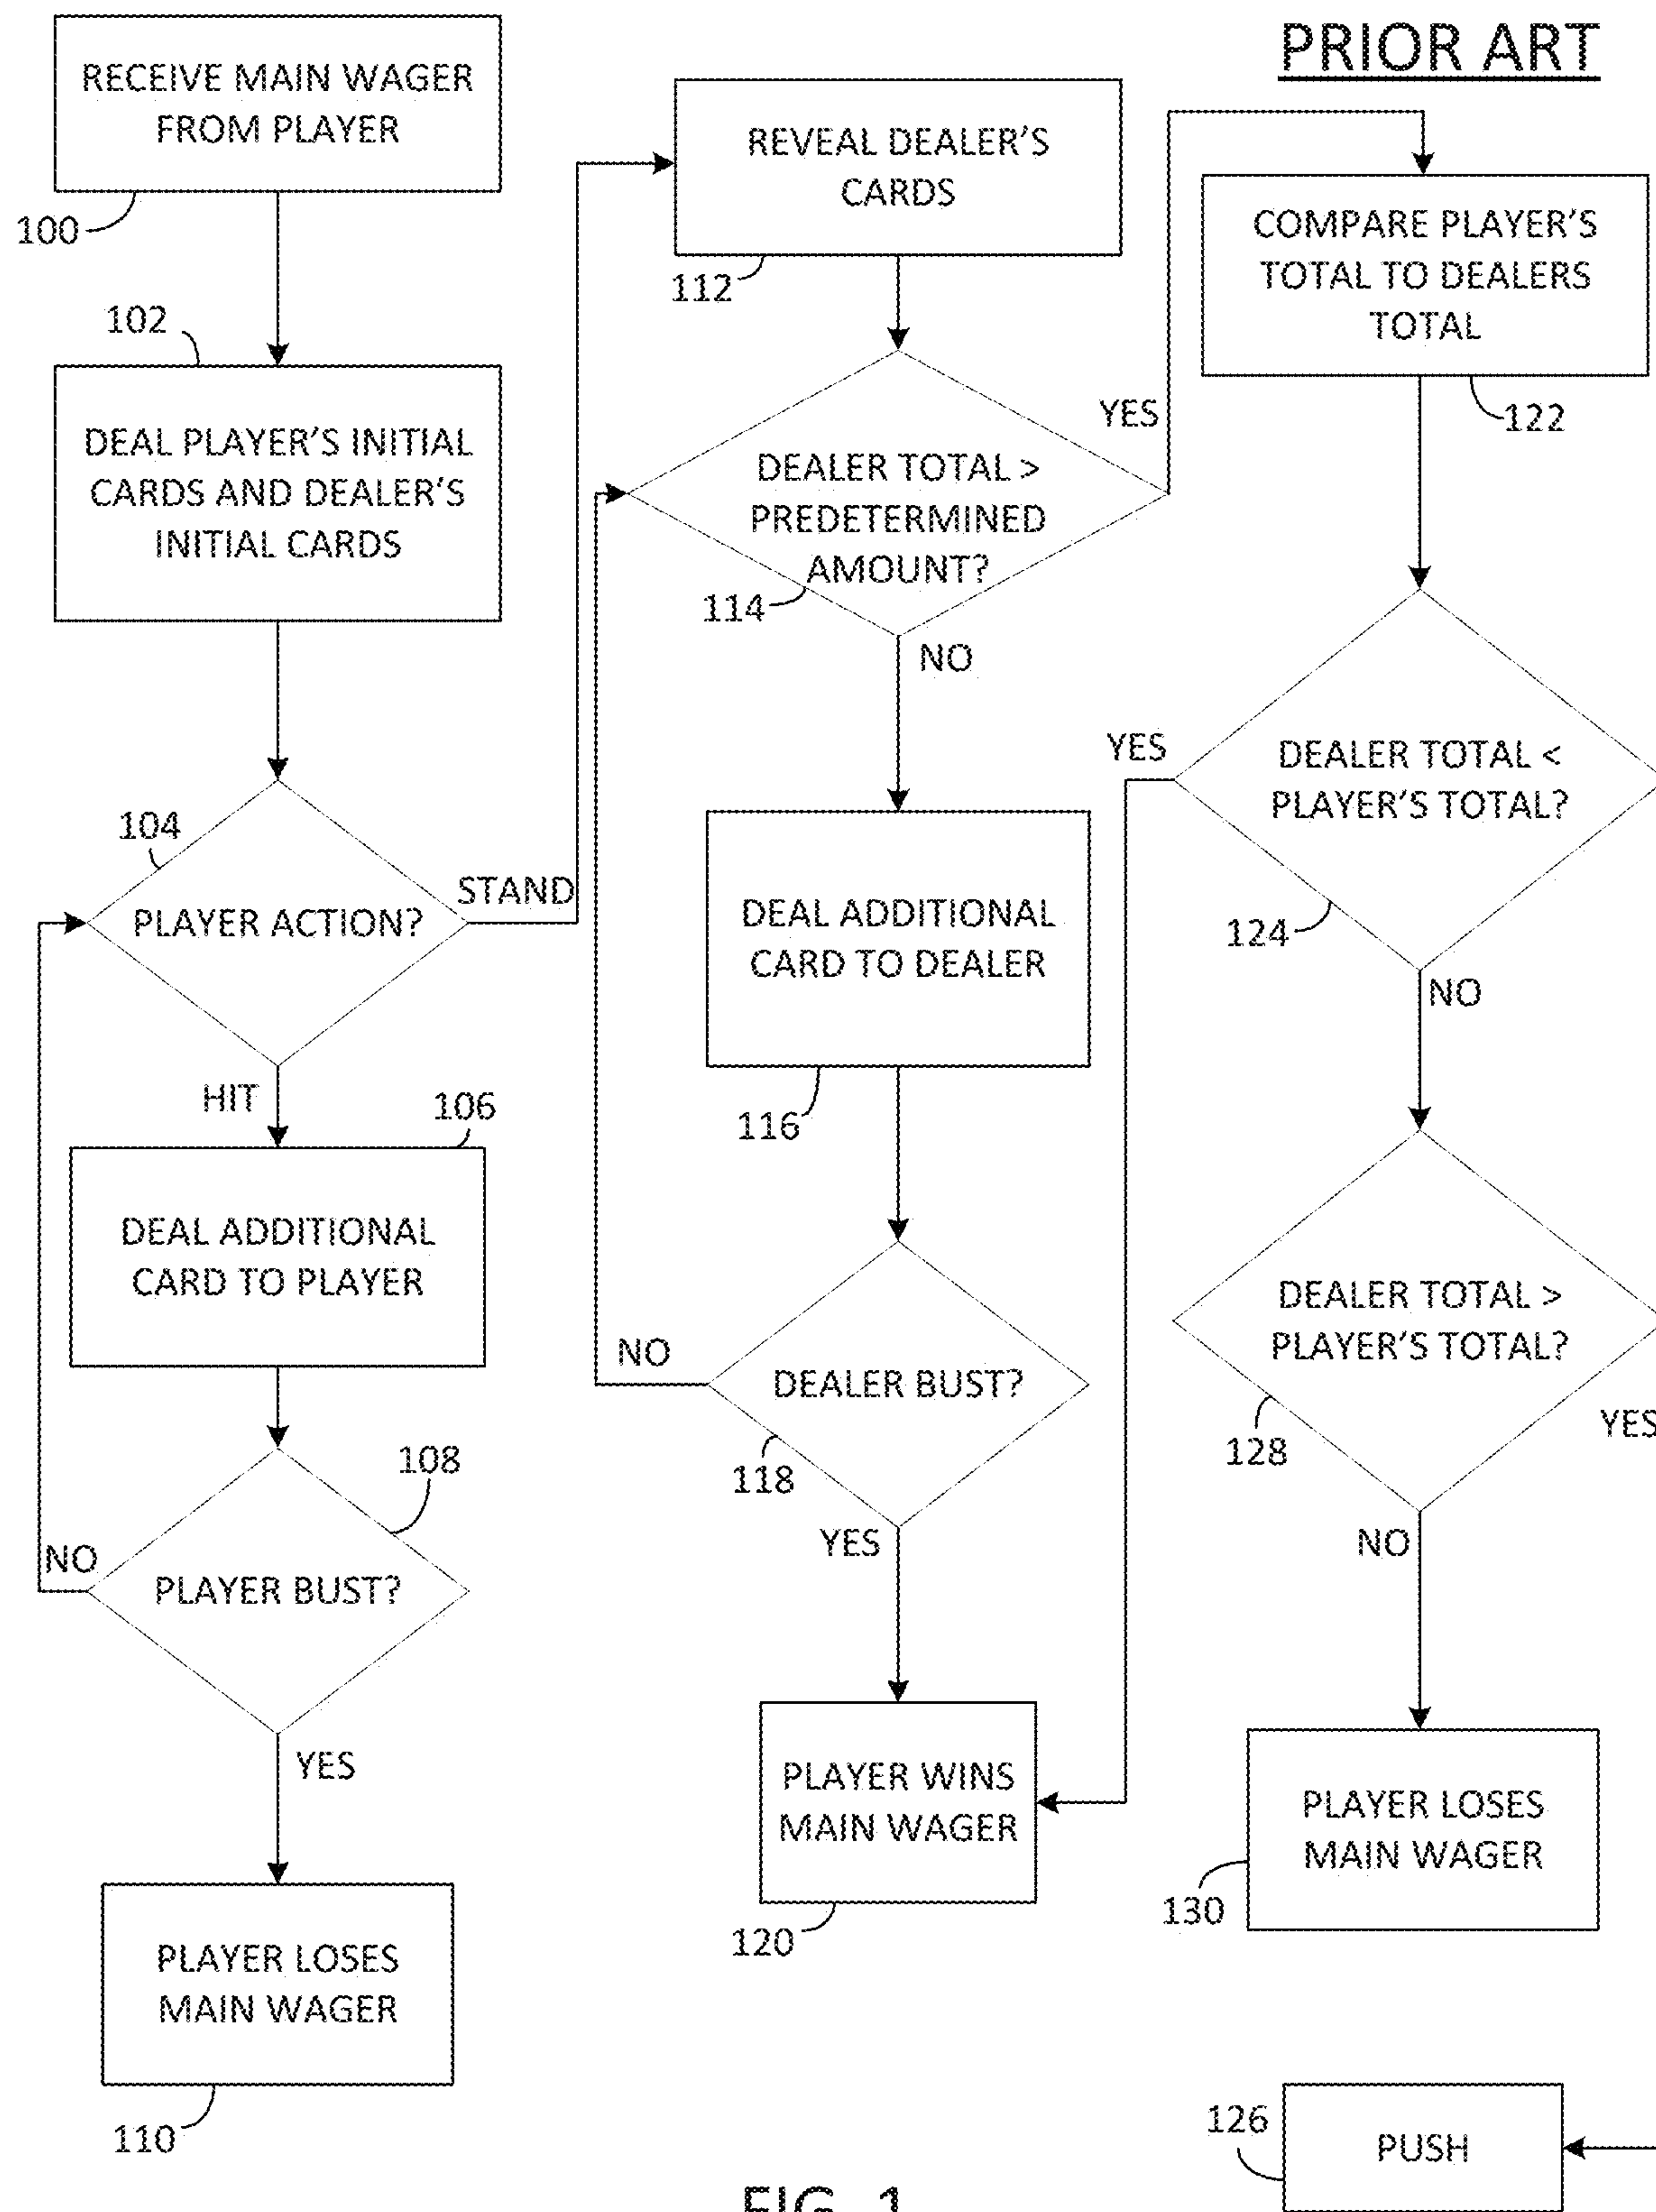 PRIOR ART
RECEIVE MAIN WAGER
FROM PLAYER
100
102
DEAL PLAYER'S INITIAL
CARDS AND DEALER'S
INITIAL CARDS
104
PLAYER ACTION?
STAND
HIT
106
DEAL ADDITIONAL
CARD TO PLAYER
108
NO
PLAYER BUST?
YES
PLAYER LOSES
MAIN WAGER
110
REVEAL DEALER'S
CARDS
112
YES
DEALER TOTAL >
PREDETERMINED
AMOUNT?
114
NO
DEAL ADDITIONAL
CARD TO DEALER
116
NO
DEALER BUST?
118
YES
PLAYER WINS
MAIN WAGER
120
COMPARE PLAYER'S
TOTAL TO DEALERS
TOTAL
122
YES
DEALER TOTAL <
PLAYER'S TOTAL?
124
NO
DEALER TOTAL >
PLAYER'S TOTAL?
128
YES
NO
PLAYER LOSES
MAIN WAGER
130
126
PUSH
FIG. 1